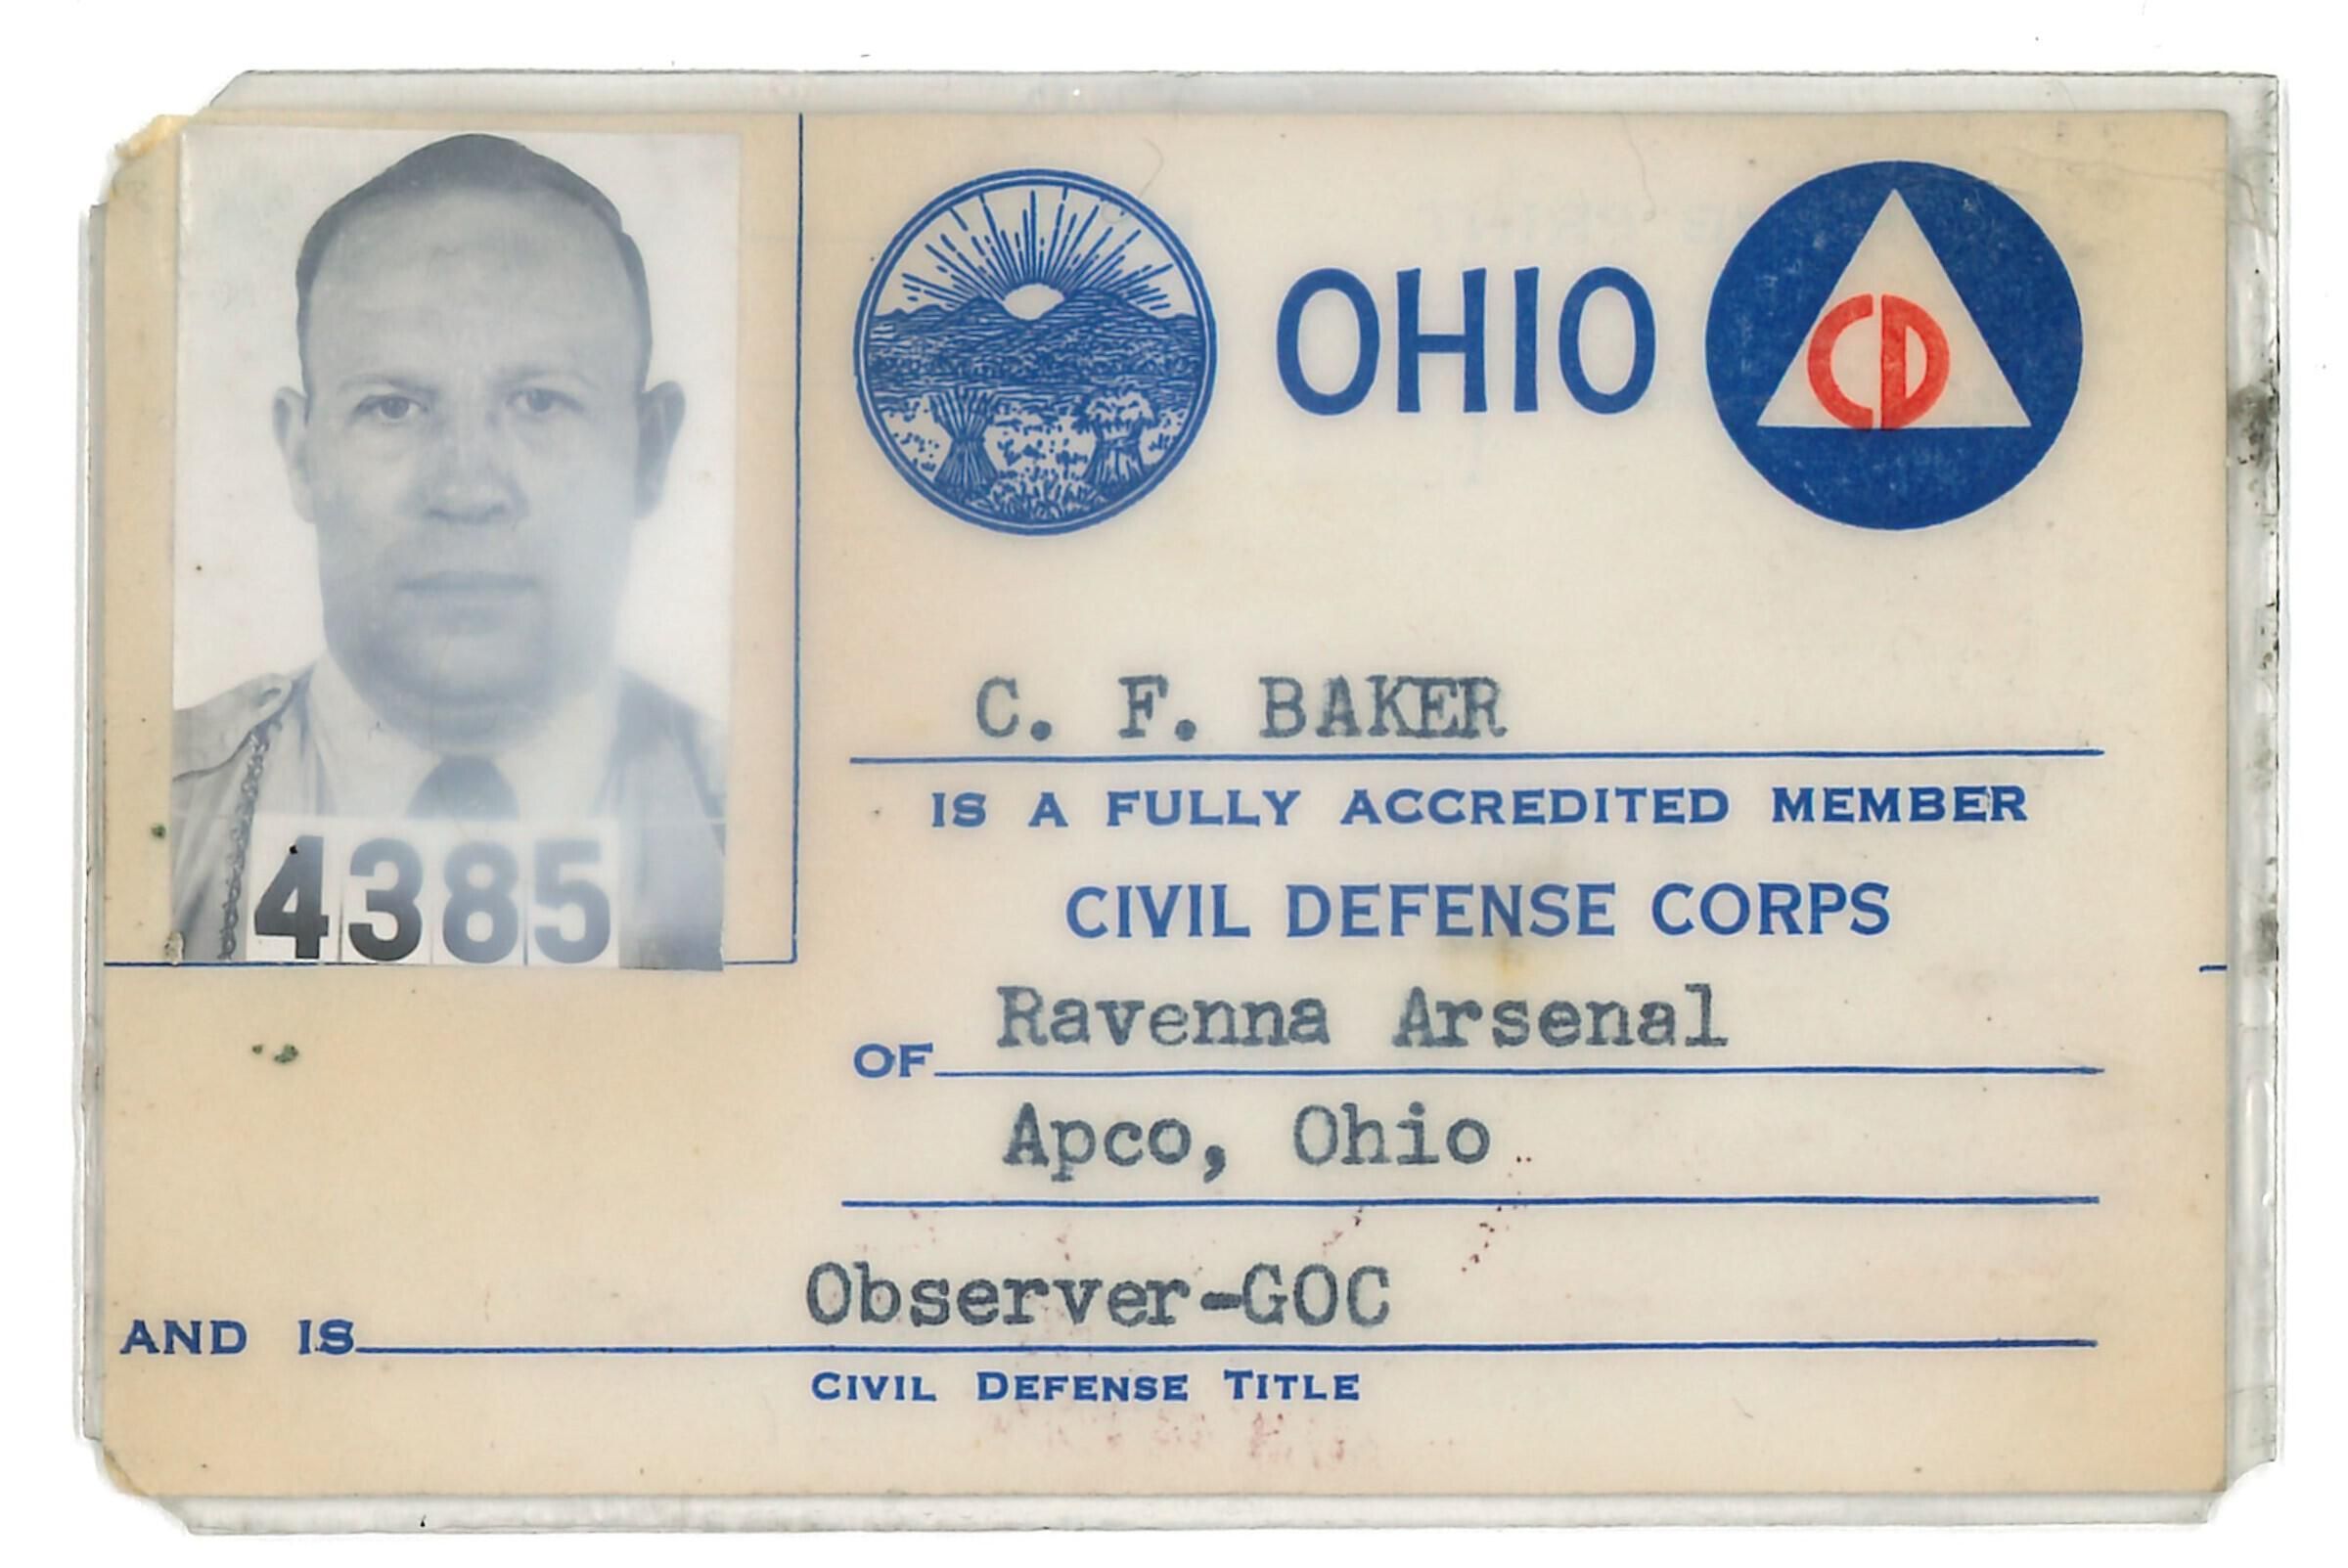 OHIO
CD
C. F. BAKER
IS A FULLY ACCREDITED MEMBER
CIVIL DEFENSE CORPS
4385
OF Ravenna Arsenal
Apco, Ohio
AND IS Observer-GOC
CIVIL DEFENSE TITLE